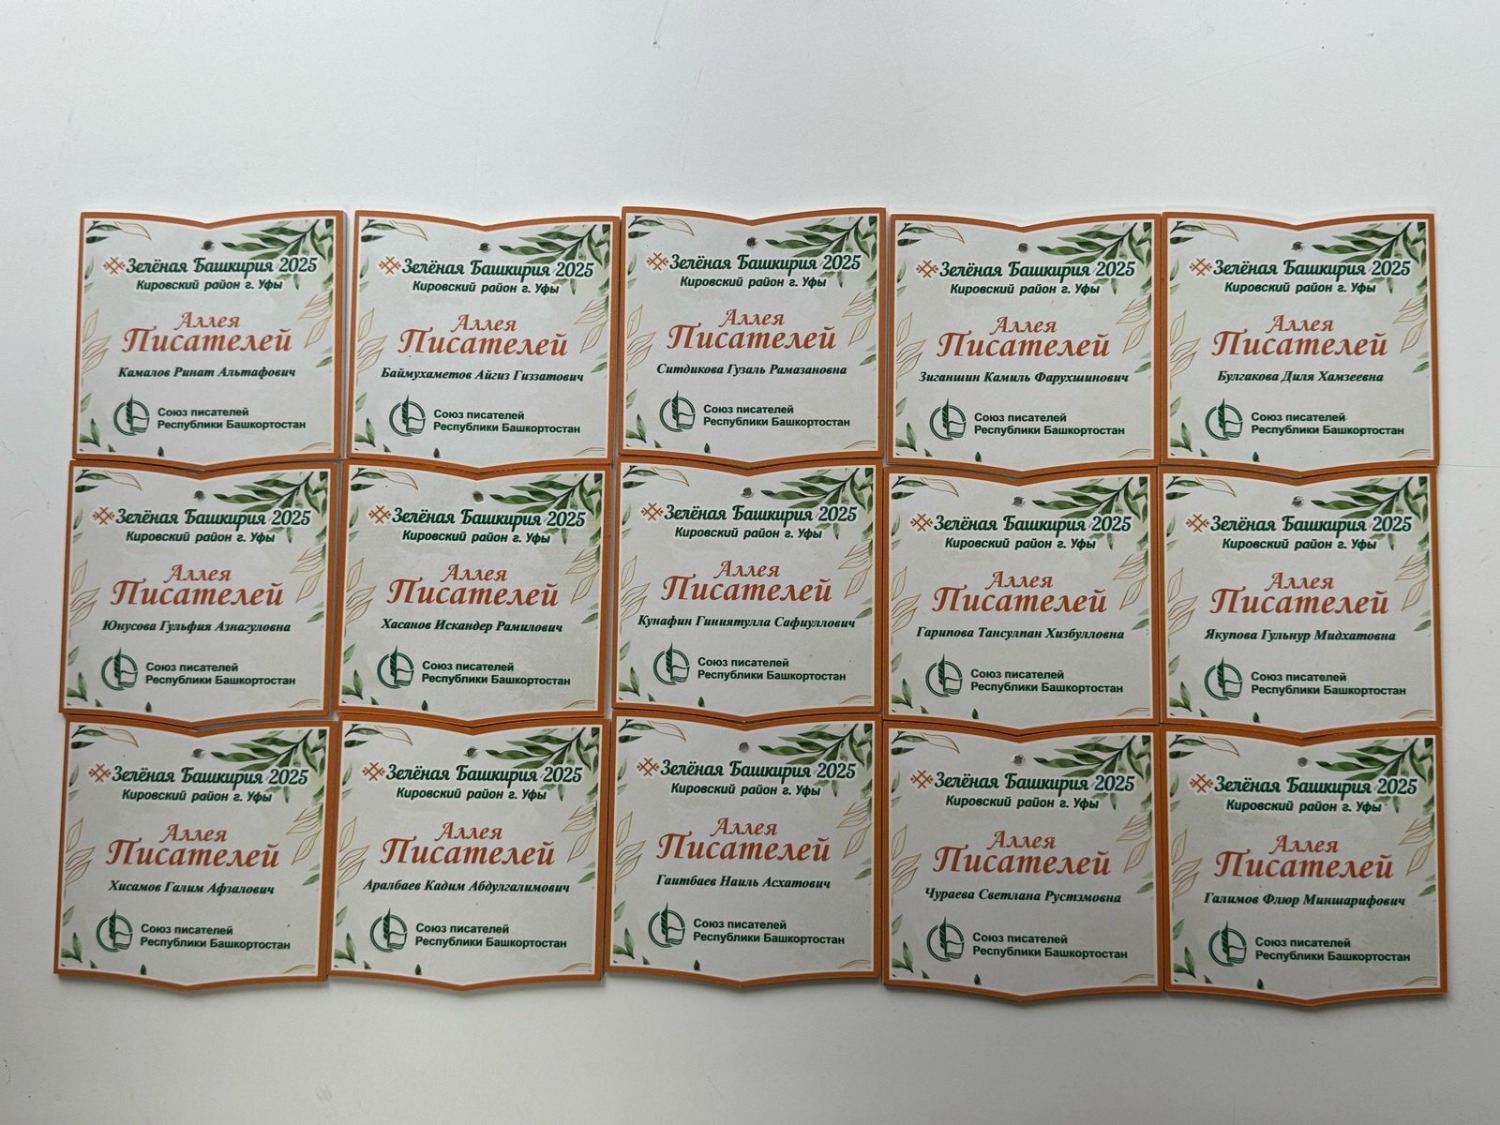 Зелёная Башкирия 2025
Кировский район г. Уфы
Аллея
Писателей
Камалов Ринат Альтафович
Союз писателей
Республики Башкортостан
Зелёная Башкирия 2025
Кировский район г. Уфы
Аллея
Писателей
Баймухаметов Айгиз Гиззатович
Союз писателей
Республики Башкортостан
Зелёная Башкирия 2025
Кировский район г. Уфы
Аллея
Писателей
Ситдикова Гузаль Рамазановна
Союз писателей
Республики Башкортостан
Зелёная Башкирия 2025
Кировский район г. Уфы
Аллея
Писателей
Зиганшин Камиль Фарухшинович
Союз писателей
Республики Башкортостан
Зелёная Башкирия 2025
Кировский район г. Уфы
Аллея
Писателей
Булгакова Диля Хамзеевна
Союз писателей
Республики Башкортостан
Зелёная Башкирия 2025
Кировский район г. Уфы
Аллея
Писателей
Юнусова Гульфия Азнагуловна
Союз писателей
Республики Башкортостан
Зелёная Башкирия 2025
Кировский район г. Уфы
Аллея
Писателей
Хасанов Искандер Рамилович
Союз писателей
Республики Башкортостан
Зелёная Башкирия 2025
Кировский район г. Уфы
Аллея
Писателей
Кунафин Гиниятулла Сафиуллович
Союз писателей
Республики Башкортостан
Зелёная Башкирия 2025
Кировский район г. Уфы
Аллея
Писателей
Гарипова Тансулпан Хизбулловна
Союз писателей
Республики Башкортостан
Зелёная Башкирия 2025
Кировский район г. Уфы
Аллея
Писателей
Якупова Гульнур Мидхатовна
Союз писателей
Республики Башкортостан
Зелёная Башкирия 2025
Кировский район г. Уфы
Аллея
Писателей
Хисамов Галим Афзалович
Союз писателей
Республики Башкортостан
Зелёная Башкирия 2025
Кировский район г. Уфы
Аллея
Писателей
Аралбаев Кадим Абдулгалимович
Союз писателей
Республики Башкортостан
Зелёная Башкирия 2025
Кировский район г. Уфы
Аллея
Писателей
Гаитбаев Наиль Асхатович
Союз писателей
Республики Башкортостан
Зелёная Башкирия 2025
Кировский район г. Уфы
Аллея
Писателей
Чураева Светлана Рустэмовна
Союз писателей
Республики Башкортостан
Зелёная Башкирия 2025
Кировский район г. Уфы
Аллея
Писателей
Галимов Флюр Миншарифович
Союз писателей
Республики Башкортостан